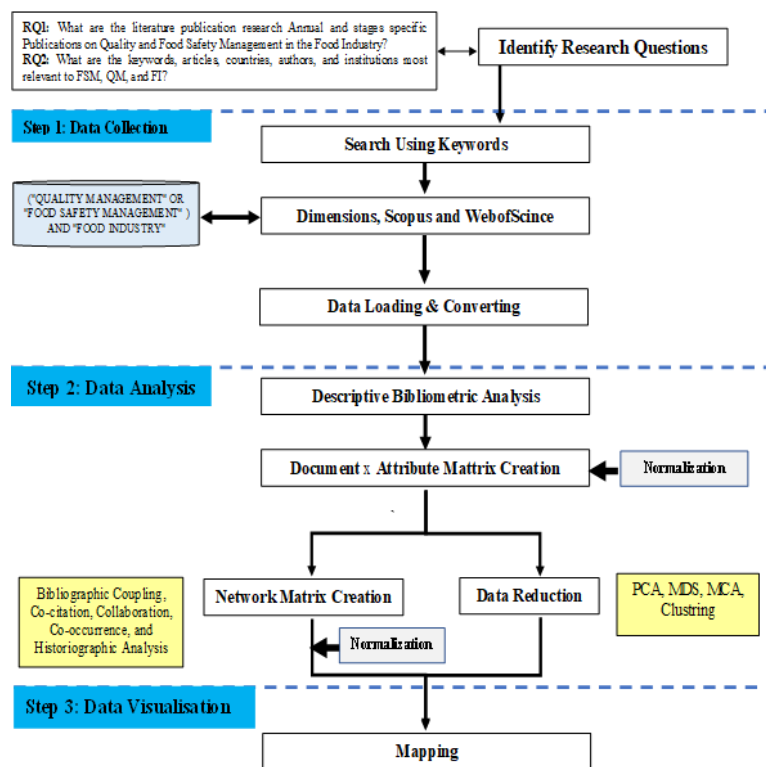 RQ1: What are the literature publication research Annual and stages specific
Publications on Quality and Food Safety Management in the Food Industry?
RQ2: What are the keywords, articles, countries, authors, and institutions most
relevant to FSM, QM, and FI?
Identify Research Questions
Step 1: Data Collection
Search Using Keywords
("QUALITY MANAGEMENT" OR
"FOOD SAFETY MANAGEMENT" )
AND "FOOD INDUSTRY"
Dimensions, Scopus and WebofScince
Data Loading & Converting
Step 2: Data Analysis
Descriptive Bibliometric Analysis
Document x Attribute Mattrix Creation
Normalization
Bibliographic Coupling,
Co-citation, Collaboration,
Co-occurrence, and
Historiographic Analysis
Network Matrix Creation
Data Reduction
PCA, MDS, MCA,
Clustring
Normalization
Step 3: Data Visualisation
Mapping